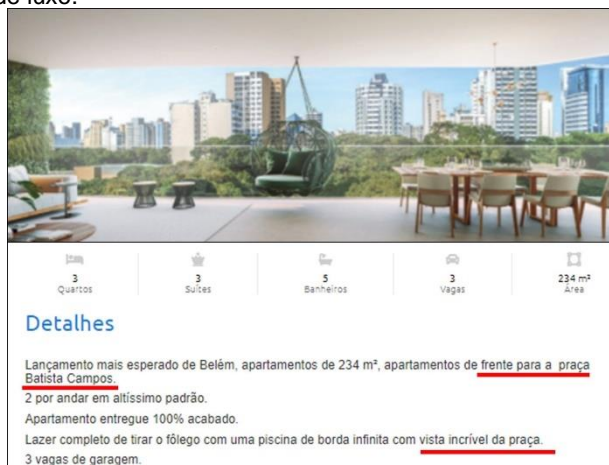 de luxo.
3
Quartos
3
Suítes
5
Banheiros
3
Vagas
234 m²
Área
Detalhes
Lançamento mais esperado de Belém, apartamentos de 234 m², apartamentos de frente para a praça
Batista Campos.
2 por andar em altíssimo padrão.
Apartamento entregue 100% acabado.
Lazer completo de tirar o fôlego com uma piscina de borda infinita com vista incrível da praça.
3 vagas de garagem.